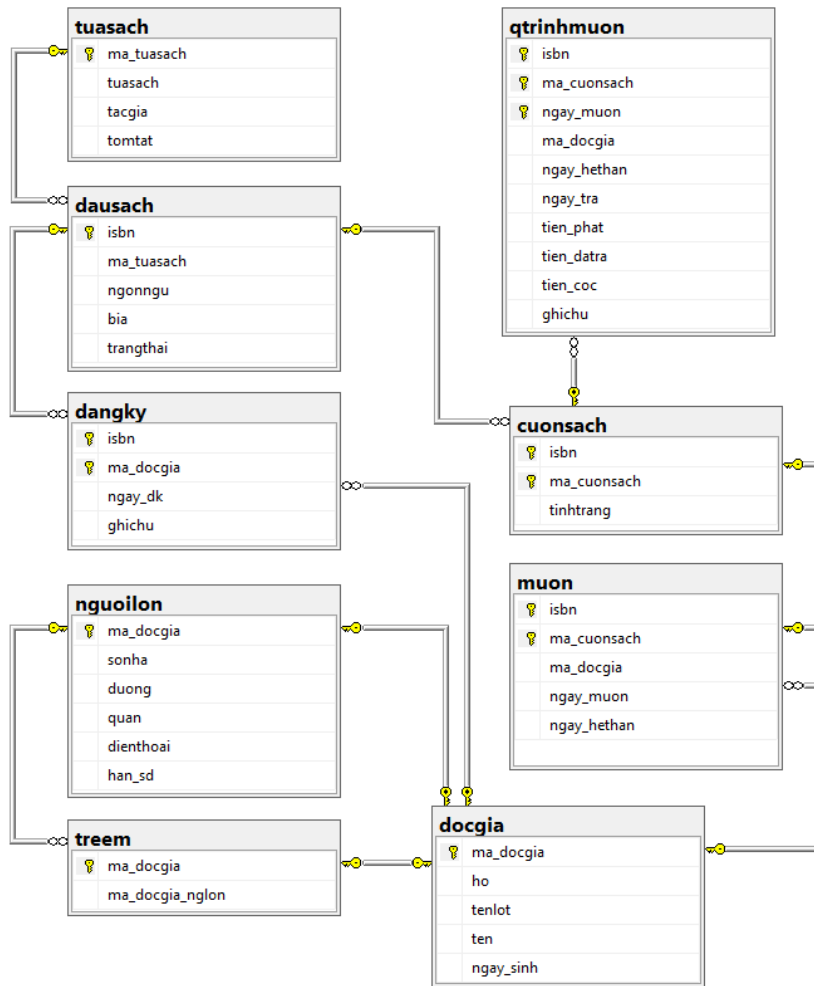 tuasach
ma_tuasach
tuasach
tacgia
tomtat
dausach
isbn
ma_tuasach
ngonngu
bia
trangthai
dangky
isbn
ma_docgia
ngay_dk
ghichu
nguoilon
ma_docgia
sonha
duong
quan
dienthoai
han_sd
treem
ma_docgia
ma_docgia_nglon
qtrinhmuon
isbn
ma_cuonsach
ngay_muon
ma_docgia
ngay_hethan
ngay_tra
tien_phat
tien_datra
tien_coc
ghichu
cuonsach
isbn
ma_cuonsach
tinhtrang
muon
isbn
ma_cuonsach
ma_docgia
ngay_muon
ngay_hethan
docgia
ma_docgia
ho
tenlot
ten
ngay_sinh